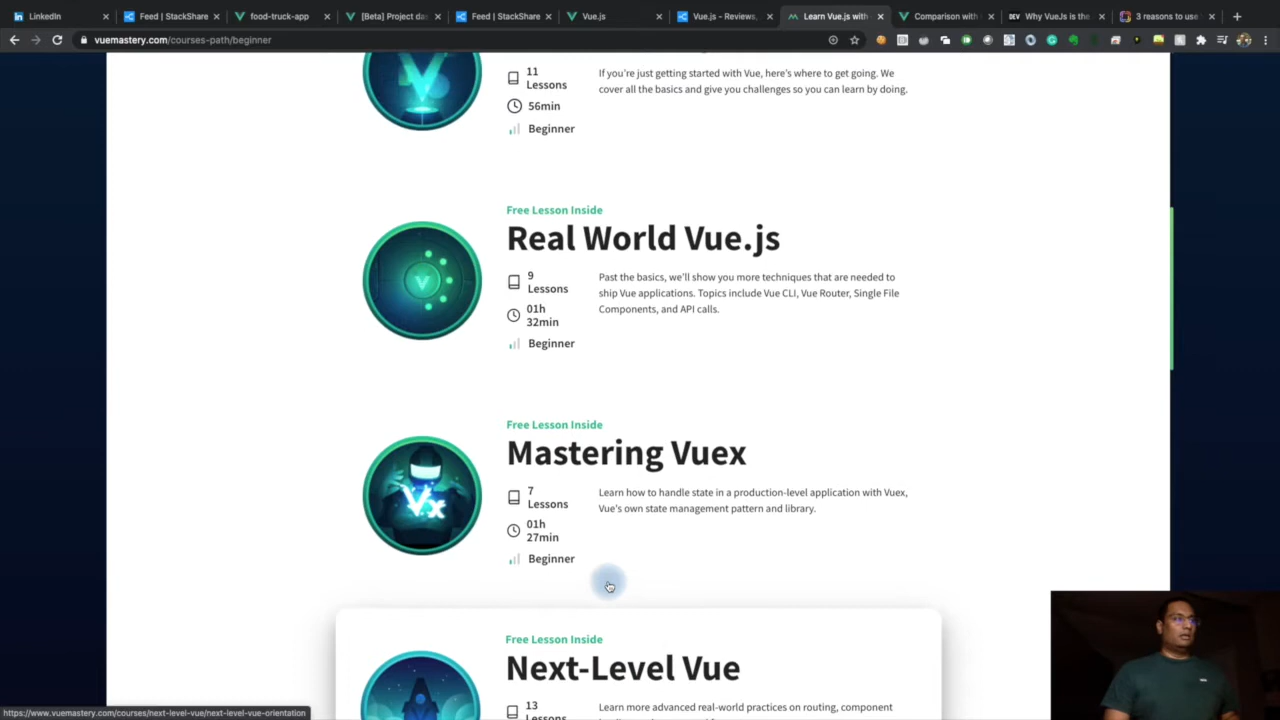 LinkedIn
Feed | StackShare
food-truck-app
[Beta] Project da
Feed | StackShare
Vue.js
Vue.js - Reviews,
Learn Vue.js with
Comparison with
DEV
Why VueJs is the
3 reasons to use
vuemastery.com/courses-path/beginner
11
Lessons
56min
Beginner
If you're just getting started with Vue, here's where to get going. We
cover all the basics and give you challenges so you can learn by doing.
Free Lesson Inside
Real World Vue.js
9
Lessons
01h
32min
Beginner
Past the basics, we'll show you more techniques that are needed to
ship Vue applications. Topics include Vue CLI, Vue Router, Single File
Components, and API calls.
Free Lesson Inside
Mastering Vuex
Vx
7
Lessons
01h
27min
Beginner
Learn how to handle state in a production-level application with Vuex,
Vue's own state management pattern and library.
Free Lesson Inside
Next-Level Vue
13
Lessons
Learn more advanced real-world practices on routing, component
https://www.vuemastery.com/courses/next-level-vue/next-level-vue-orientation